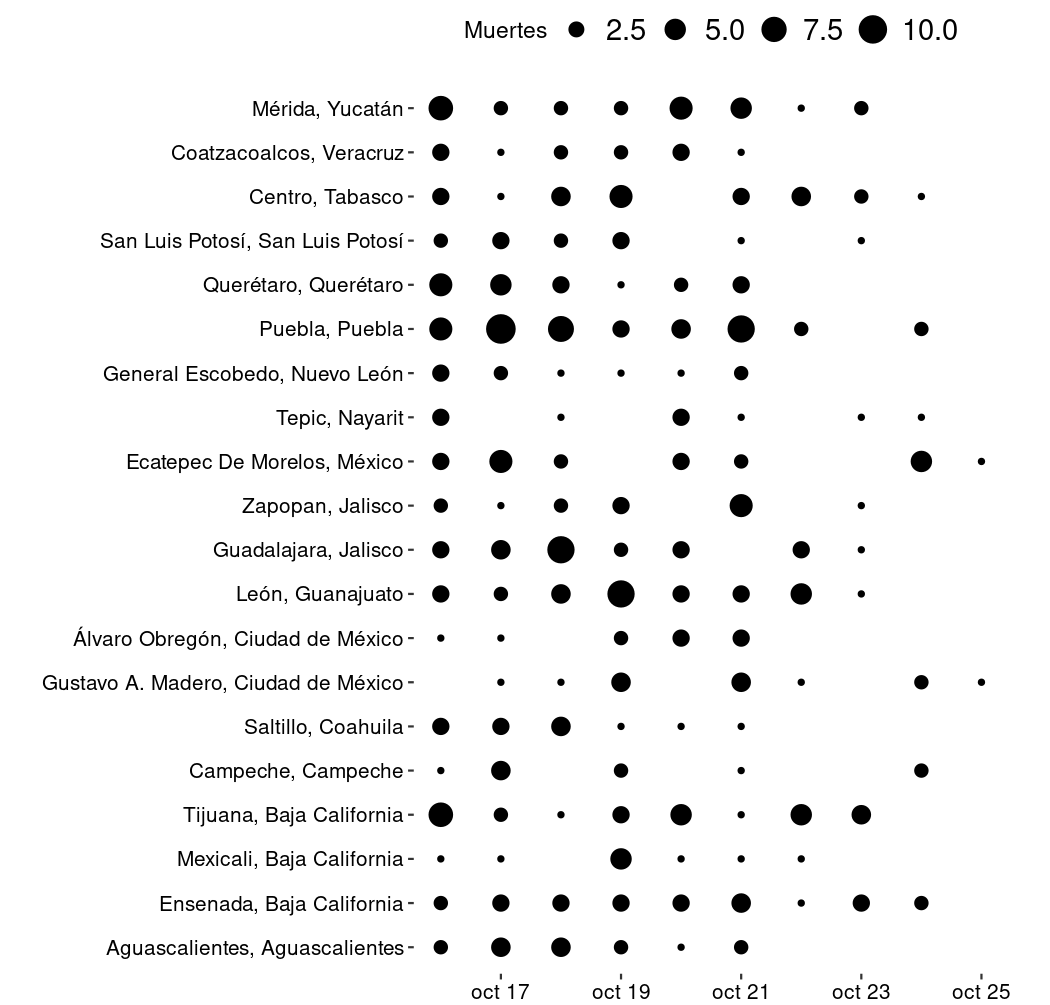 Muertes 2.5 5.0 7.5 10.0
Mérida, Yucatán
Coatzacoalcos, Veracruz
Centro, Tabasco
San Luis Potosí, San Luis Potosí
Querétaro, Querétaro
Puebla, Puebla
General Escobedo, Nuevo León
Tepic, Nayarit
Ecatepec De Morelos, México
Zapopan, Jalisco
Guadalajara, Jalisco
León, Guanajuato
Álvaro Obregón, Ciudad de México
Gustavo A. Madero, Ciudad de México
Saltillo, Coahuila
Campeche, Campeche
Tijuana, Baja California
Mexicali, Baja California
Ensenada, Baja California
Aguascalientes, Aguascalientes
oct 17 oct 19 oct 21 oct 23 oct 25